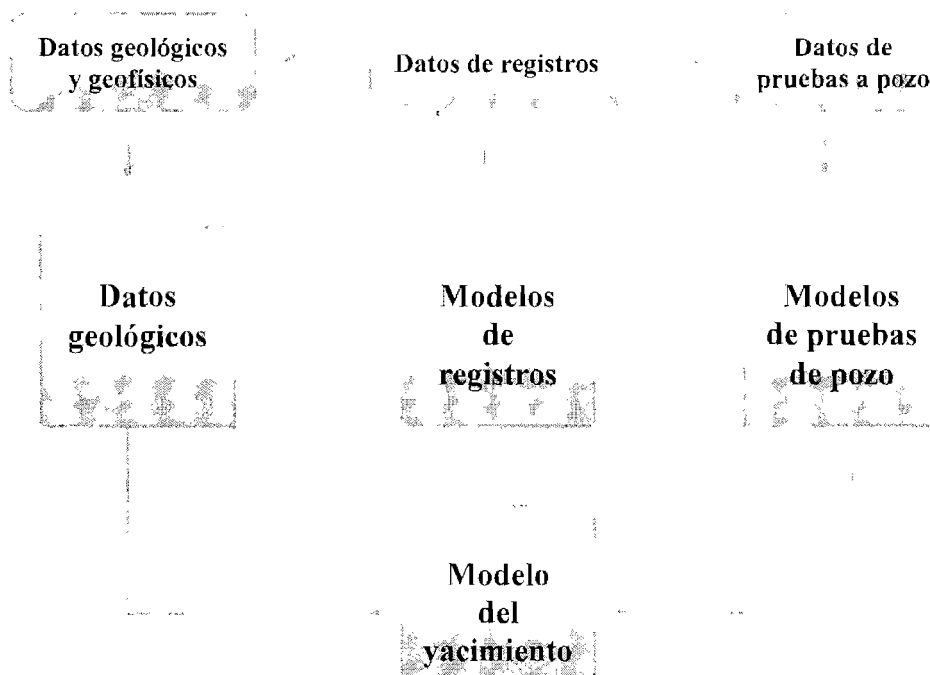 Datos geológicos
y geofísicos
Datos de registros
Datos de
pruebas a pozo
Datos
geológicos
Modelos
de
registros
Modelos
de pruebas
de pozo
Modelo
del
yacimiento